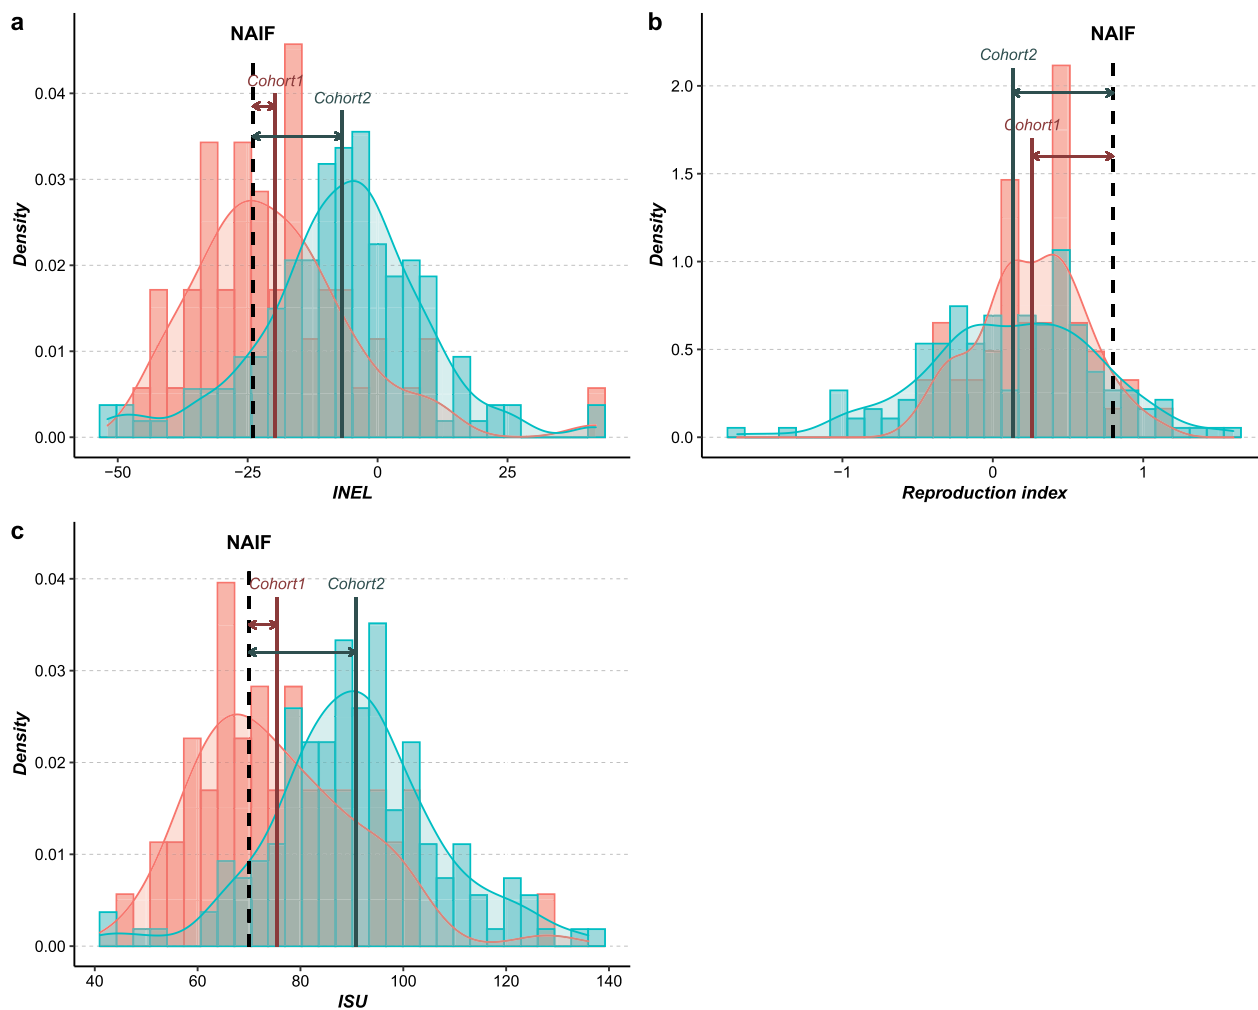 a
NAIF
Cohort1
Cohort2
0.04
0.03
0.02
0.01
0.00
Density
−50
−25
0
25
INEL
b
NAIF
Cohort2
Cohort1
2.0
1.5
1.0
0.5
0.0
Density
−1
0
1
Reproduction index
c
NAIF
Cohort1
Cohort2
0.04
0.03
0.02
0.01
0.00
Density
40
60
80
100
120
140
ISU